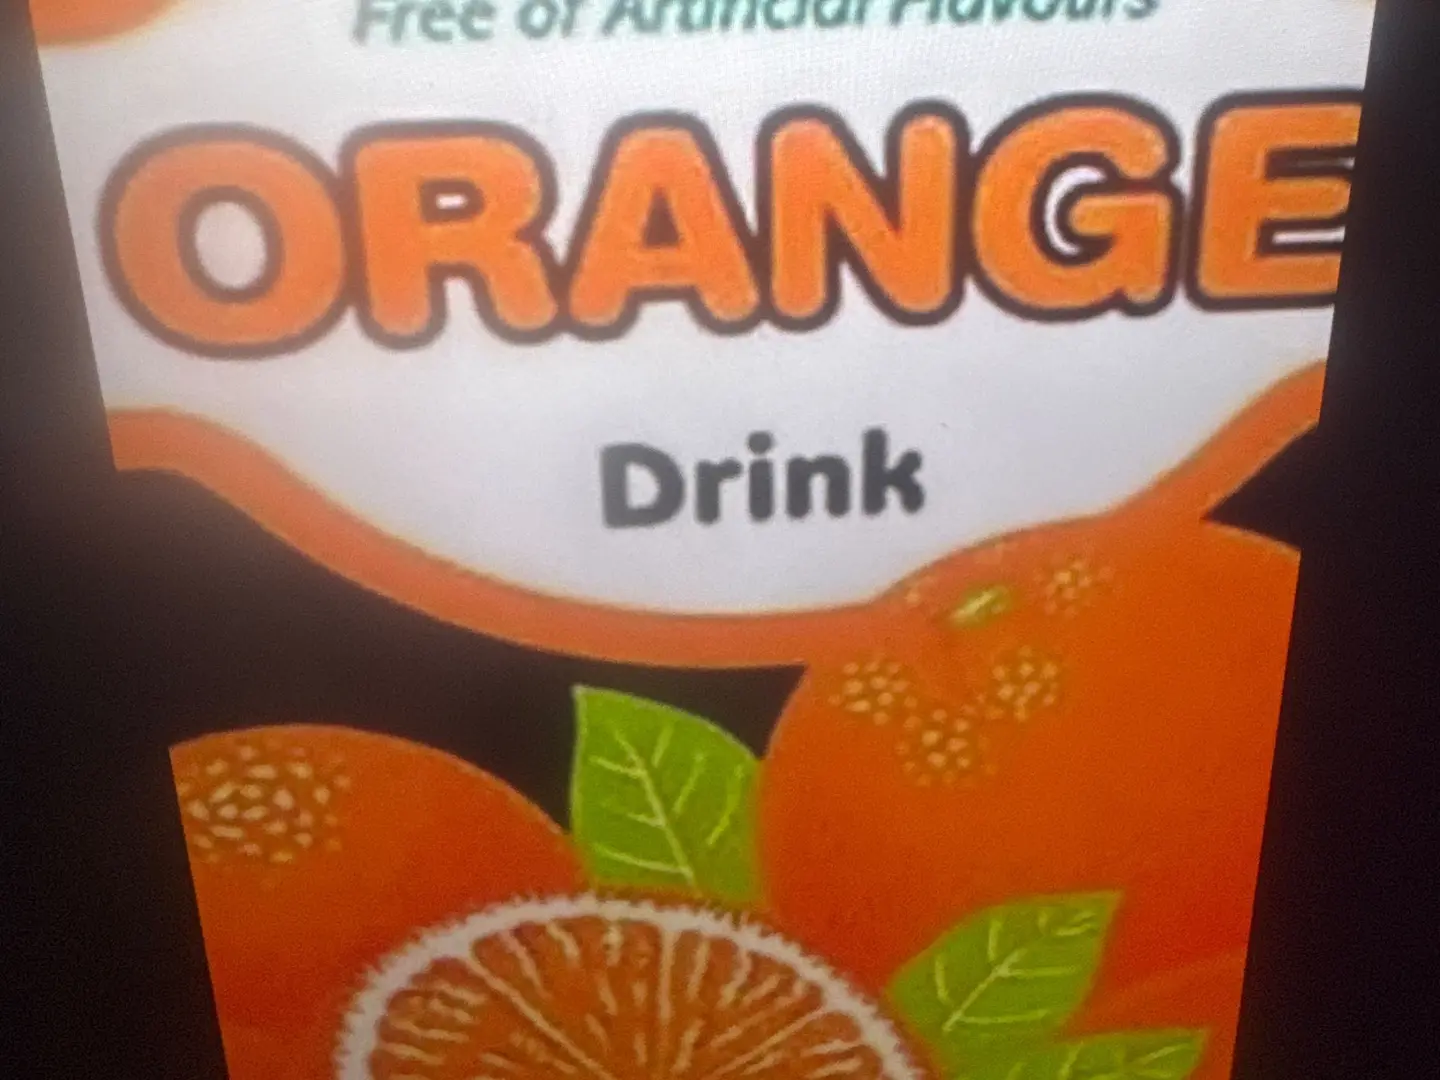 Free of Artificial Flavours
ORANGE
Drink